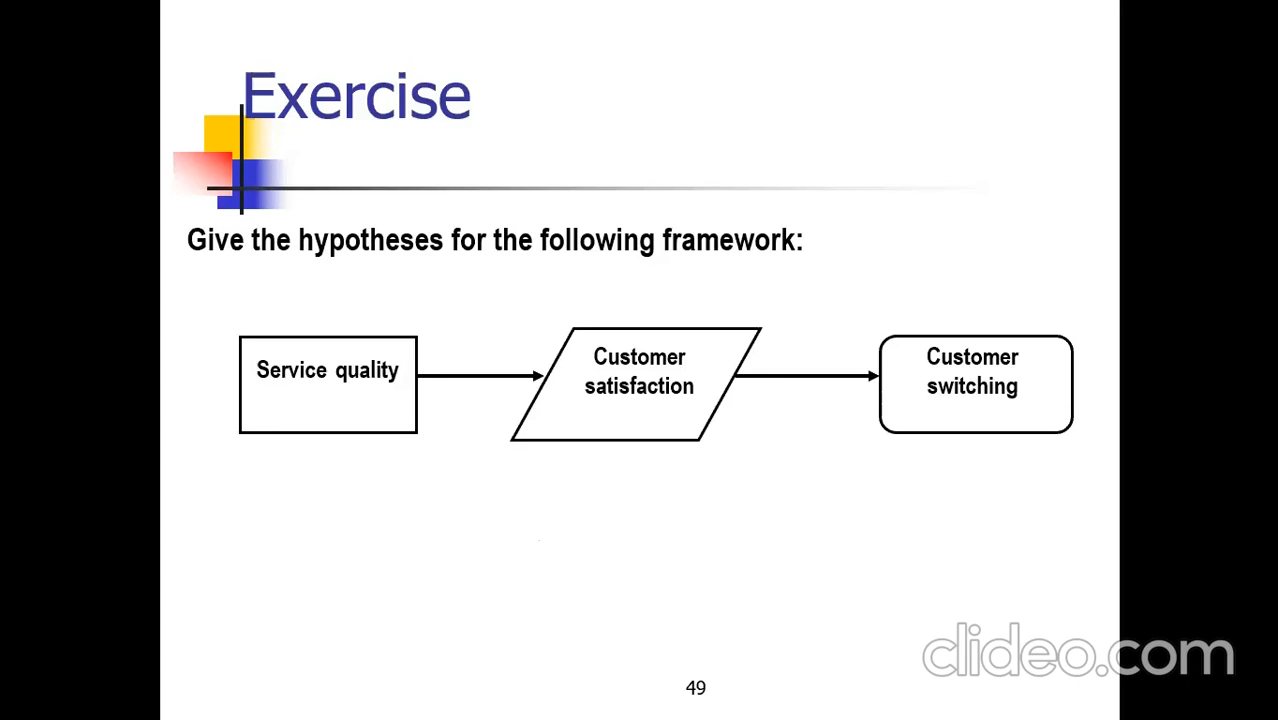 Exercise
Give the hypotheses for the following framework:
Service quality
Customer
satisfaction
Customer
switching
clideo.com
49